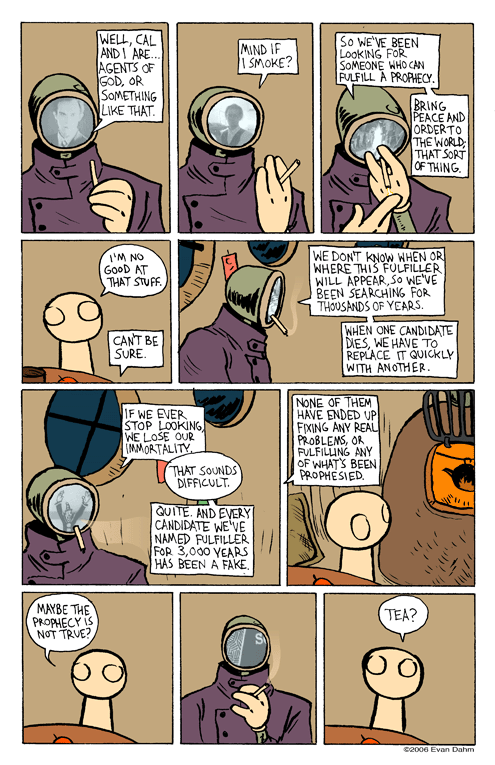 WELL, CAL
AND I ARE...
AGENTS OF
GOD, OR
SOMETHING
LIKE THAT.
MIND IF
I SMOKE?
SO WE'VE BEEN
LOOKING FOR
SOMEONE WHO CAN
FULFILL A PROPHECY.
BRING
PEACE AND
ORDER TO
THE WORLD;
THAT SORT
OF THING.
I'M NO
GOOD AT
THAT STUFF.
CAN'T BE
SURE.
WE DON'T KNOW WHEN OR
WHERE THIS FULFILLER
WILL APPEAR, SO WE'VE
BEEN SEARCHING FOR
THOUSANDS OF YEARS.
WHEN ONE CANDIDATE
DIES, WE HAVE TO
REPLACE IT QUICKLY
WITH ANOTHER.
IF WE EVER
STOP LOOKING,
WE LOSE OUR
IMMORTALITY.
THAT SOUNDS
DIFFICULT.
QUITE. AND EVERY
CANDIDATE WE'VE
NAMED FULFILLER
FOR 3,000 YEARS
HAS BEEN A FAKE.
NONE OF THEM
HAVE ENDED UP
FIXING ANY REAL
PROBLEMS, OR
FULFILLING ANY
OF WHAT'S BEEN
PROPHESIED.
MAYBE THE
PROPHECY IS
NOT TRUE?
S
TEA?
©2006 Evan Dahm